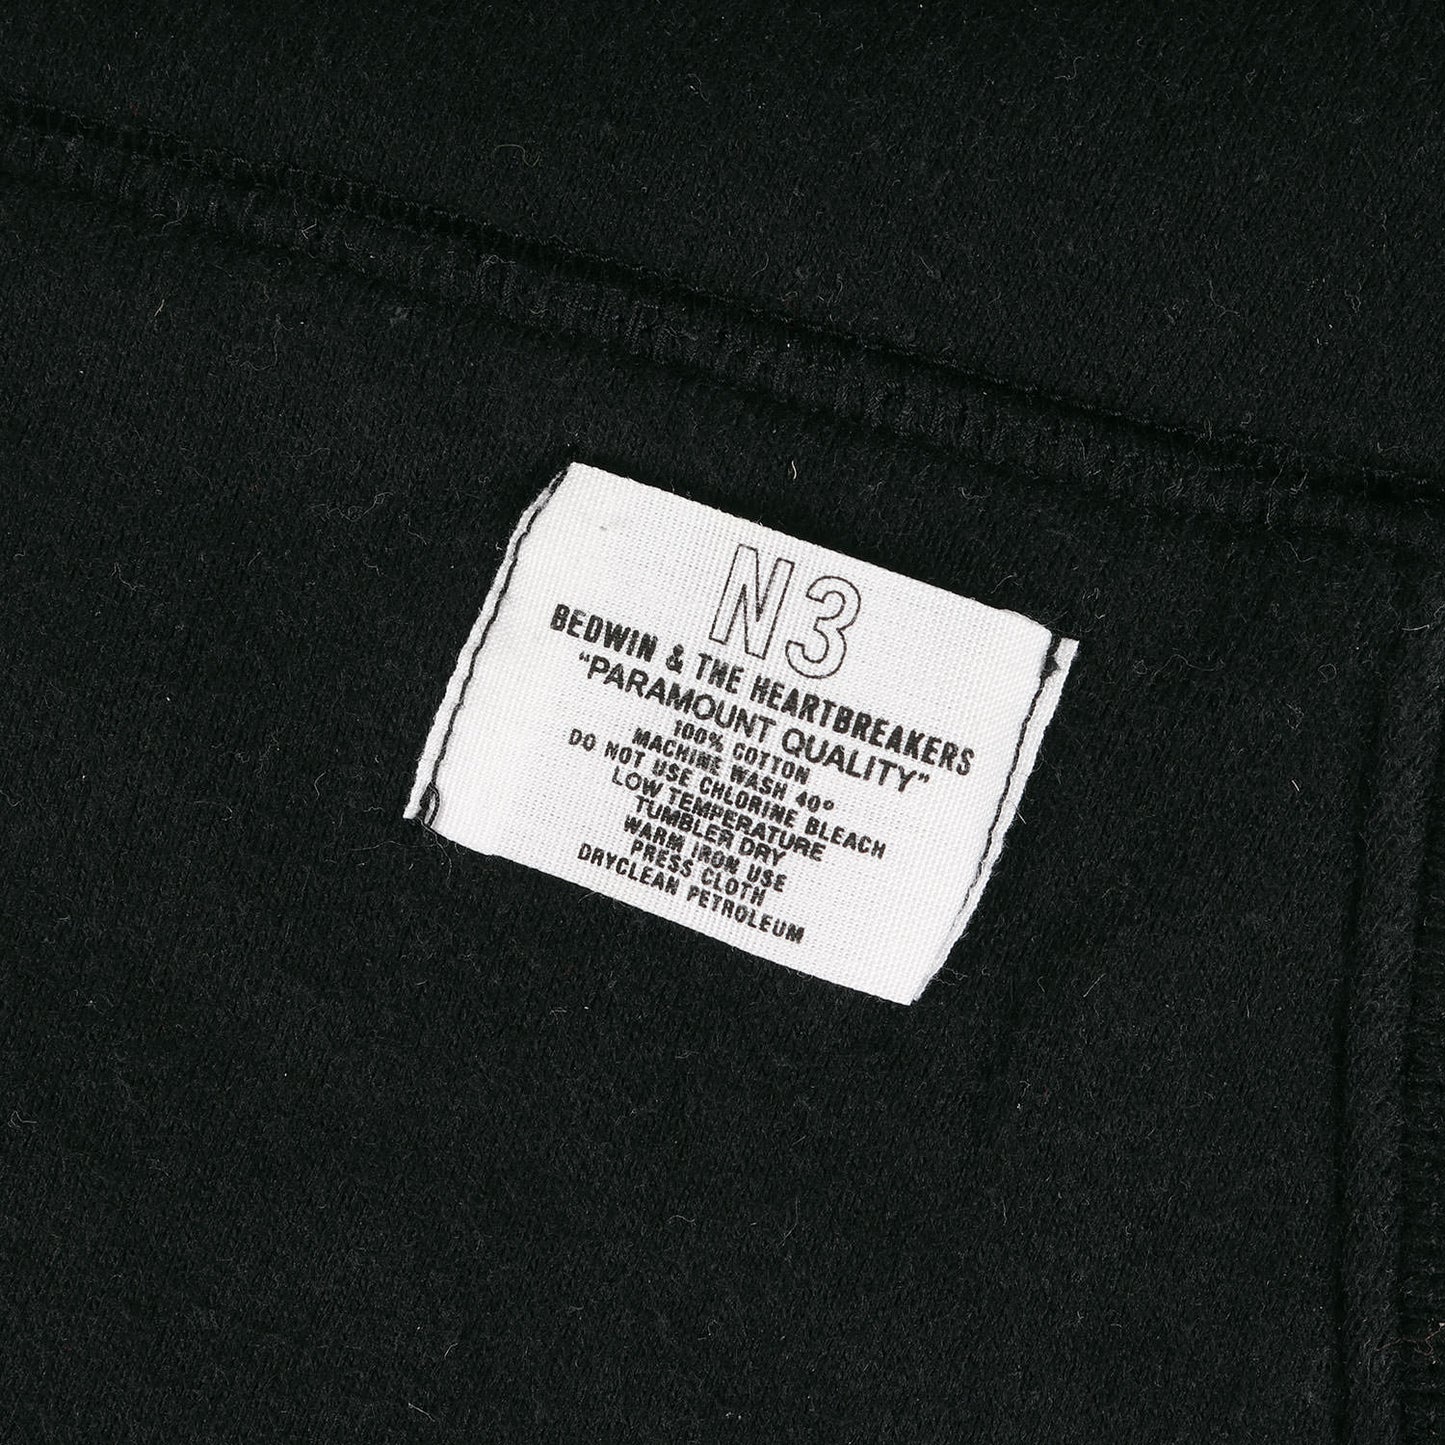 N3
BEDWIN & THE HEARTBREAKERS
“PARAMOUNT QUALITY”
100% COTTON
MACHINE WASH 40°
DO NOT USE CHLORINE BLEACH
LOW TEMPERATURE
TUMBLER DRY
WARM IRON USE
PRESS CLOTH
DRYCLEAN PETROLEUM